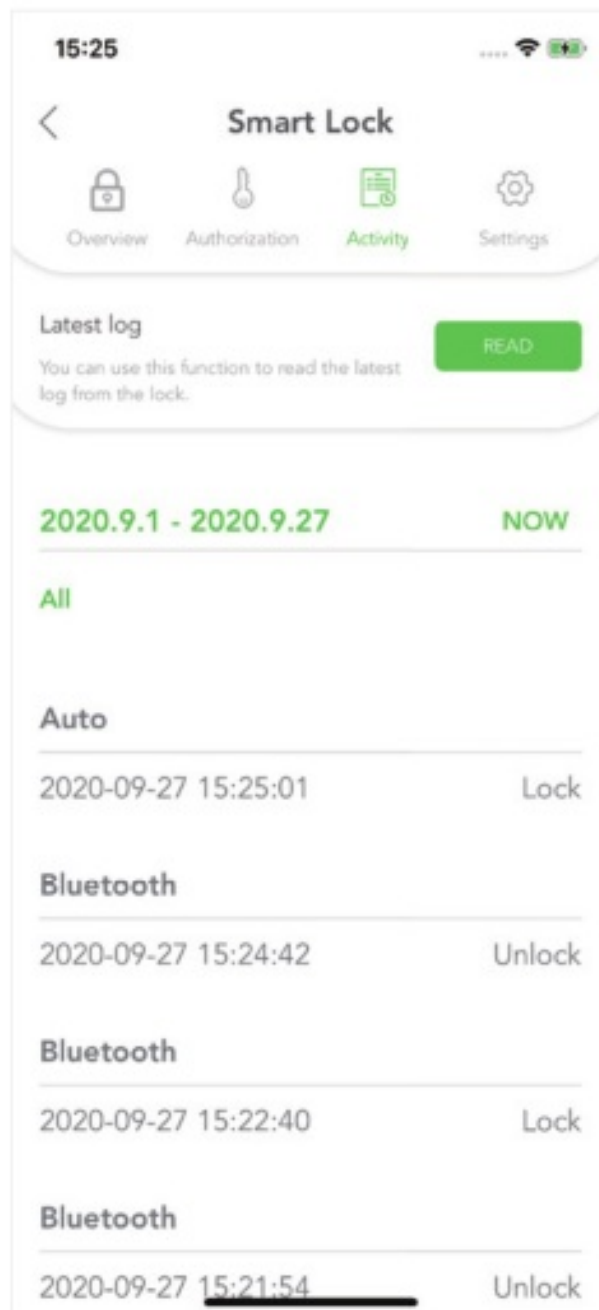 15:25
Smart Lock
Overview Authorization Activity Settings
Latest log
READ
You can use this function to read the latest
log from the lock.
2020.9.1 - 2020.9.27 NOW
All
Auto
2020-09-27 15:25:01 Lock
Bluetooth
2020-09-27 15:24:42 Unlock
Bluetooth
2020-09-27 15:22:40 Lock
Bluetooth
2020-09-27 15:21:54 Unlock